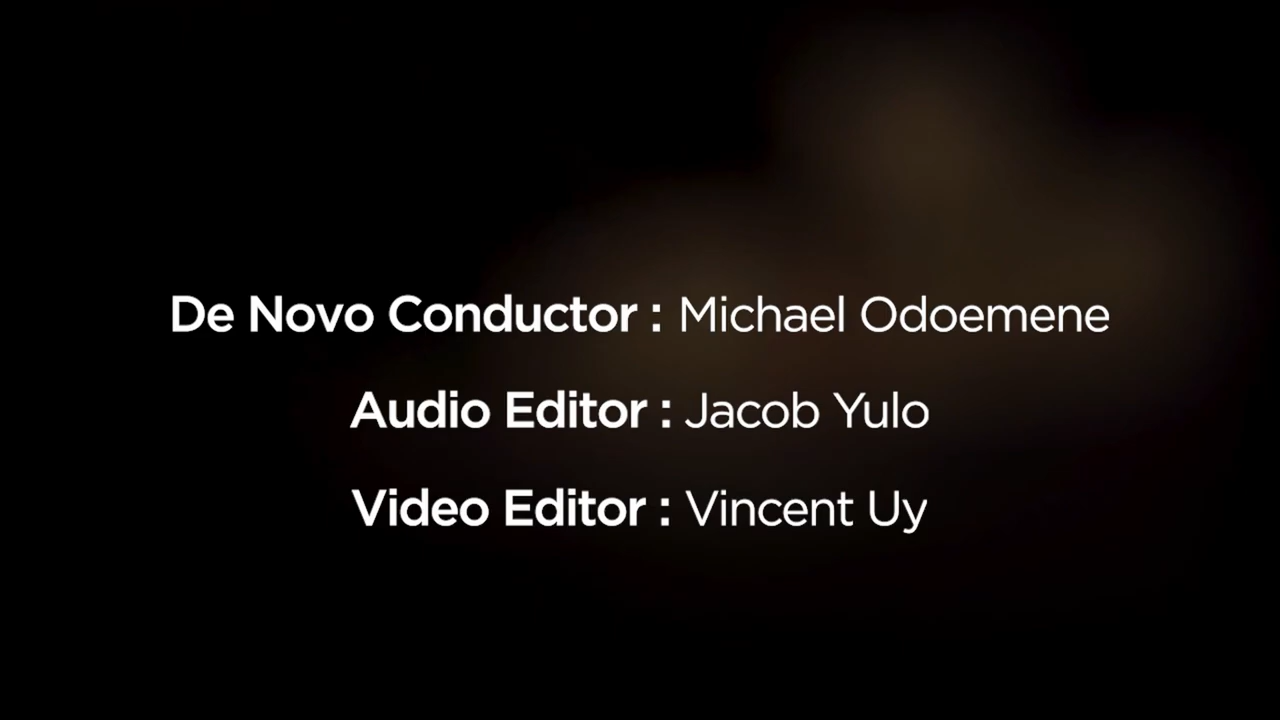 De Novo Conductor : Michael Odoemene
Audio Editor : Jacob Yulo
Video Editor : Vincent Uy